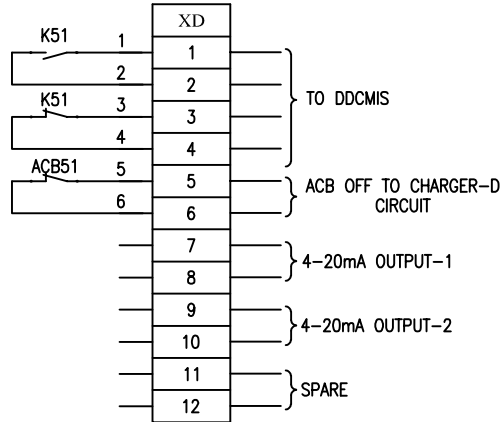 XD
K51 1 1
2 2
K51 3 3
4 4
TO DDCMIS
ACB51 5 5
6 6
ACB OFF TO CHARGER-D
CIRCUIT
7
8
4-20mA OUTPUT-1
9
10
4-20mA OUTPUT-2
11
12
SPARE